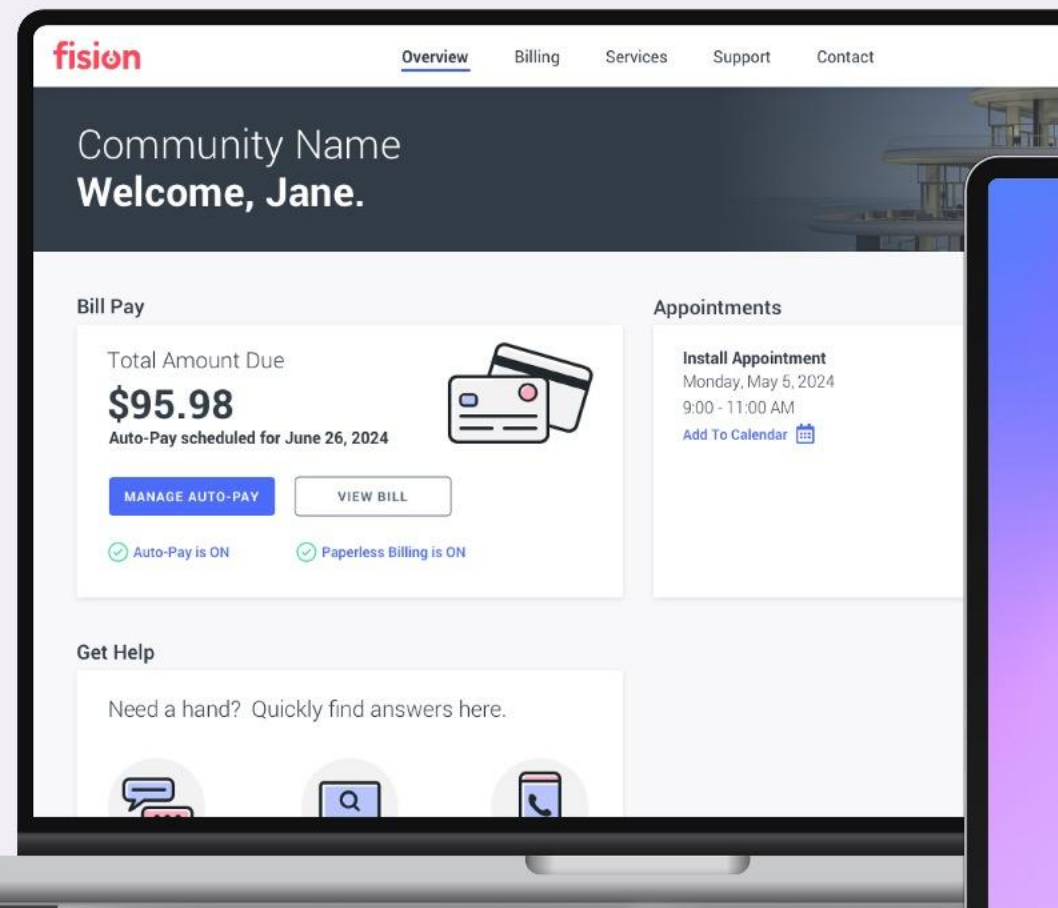 fision
Overview Billing Services Support Contact
Community Name
Welcome, Jane.
Bill Pay
Total Amount Due
$95.98
Auto-Pay scheduled for June 26, 2024
MANAGE AUTO-PAY VIEW BILL
Auto-Pay is ON Paperless Billing is ON
Appointments
Install Appointment
Monday, May 5, 2024
9:00 - 11:00 AM
Add To Calendar
Get Help
Need a hand? Quickly find answers here.